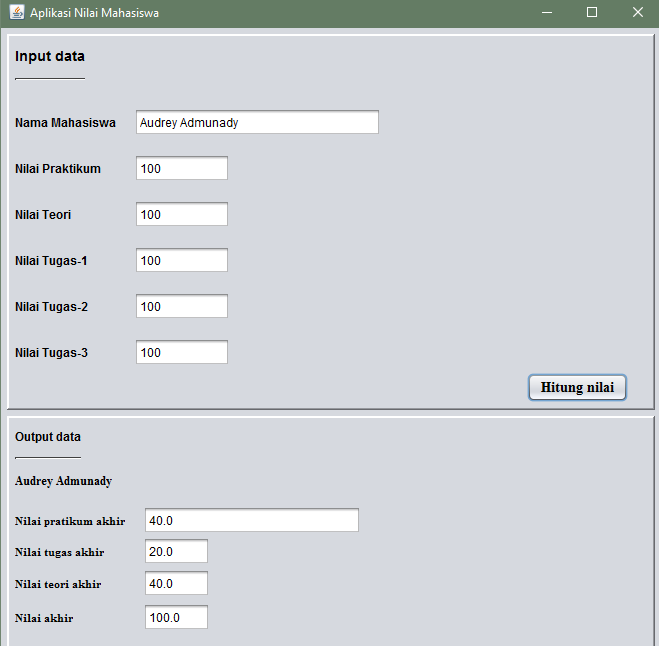 Aplikasi Nilai Mahasiswa
Input data
Nama Mahasiswa Audrey Admunady
Nilai Praktikum 100
Nilai Teori 100
Nilai Tugas-1 100
Nilai Tugas-2 100
Nilai Tugas-3 100
Hitung nilai
Output data
Audrey Admunady
Nilai pratikum akhir 40.0
Nilai tugas akhir 20.0
Nilai teori akhir 40.0
Nilai akhir 100.0